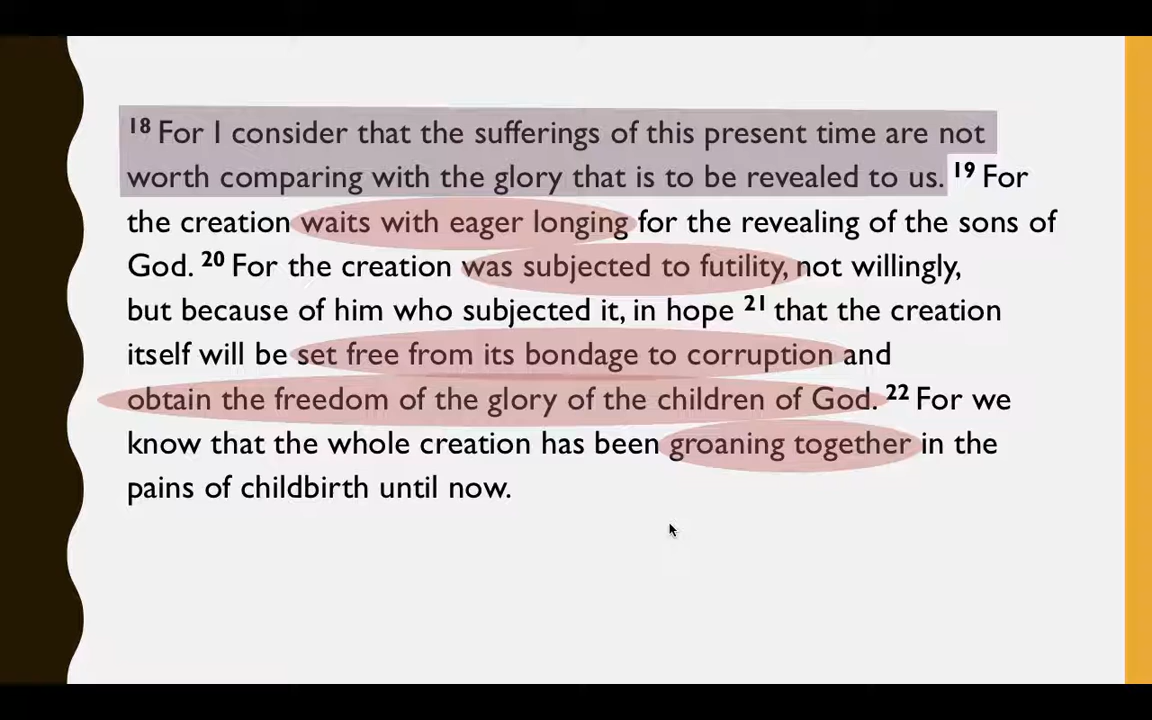 18 For I consider that the sufferings of this present time are not
worth comparing with the glory that is to be revealed to us. 19 For
the creation waits with eager longing for the revealing of the sons of
God. 20 For the creation was subjected to futility, not willingly,
but because of him who subjected it, in hope 21 that the creation
itself will be set free from its bondage to corruption and
obtain the freedom of the glory of the children of God. 22 For we
know that the whole creation has been groaning together in the
pains of childbirth until now.